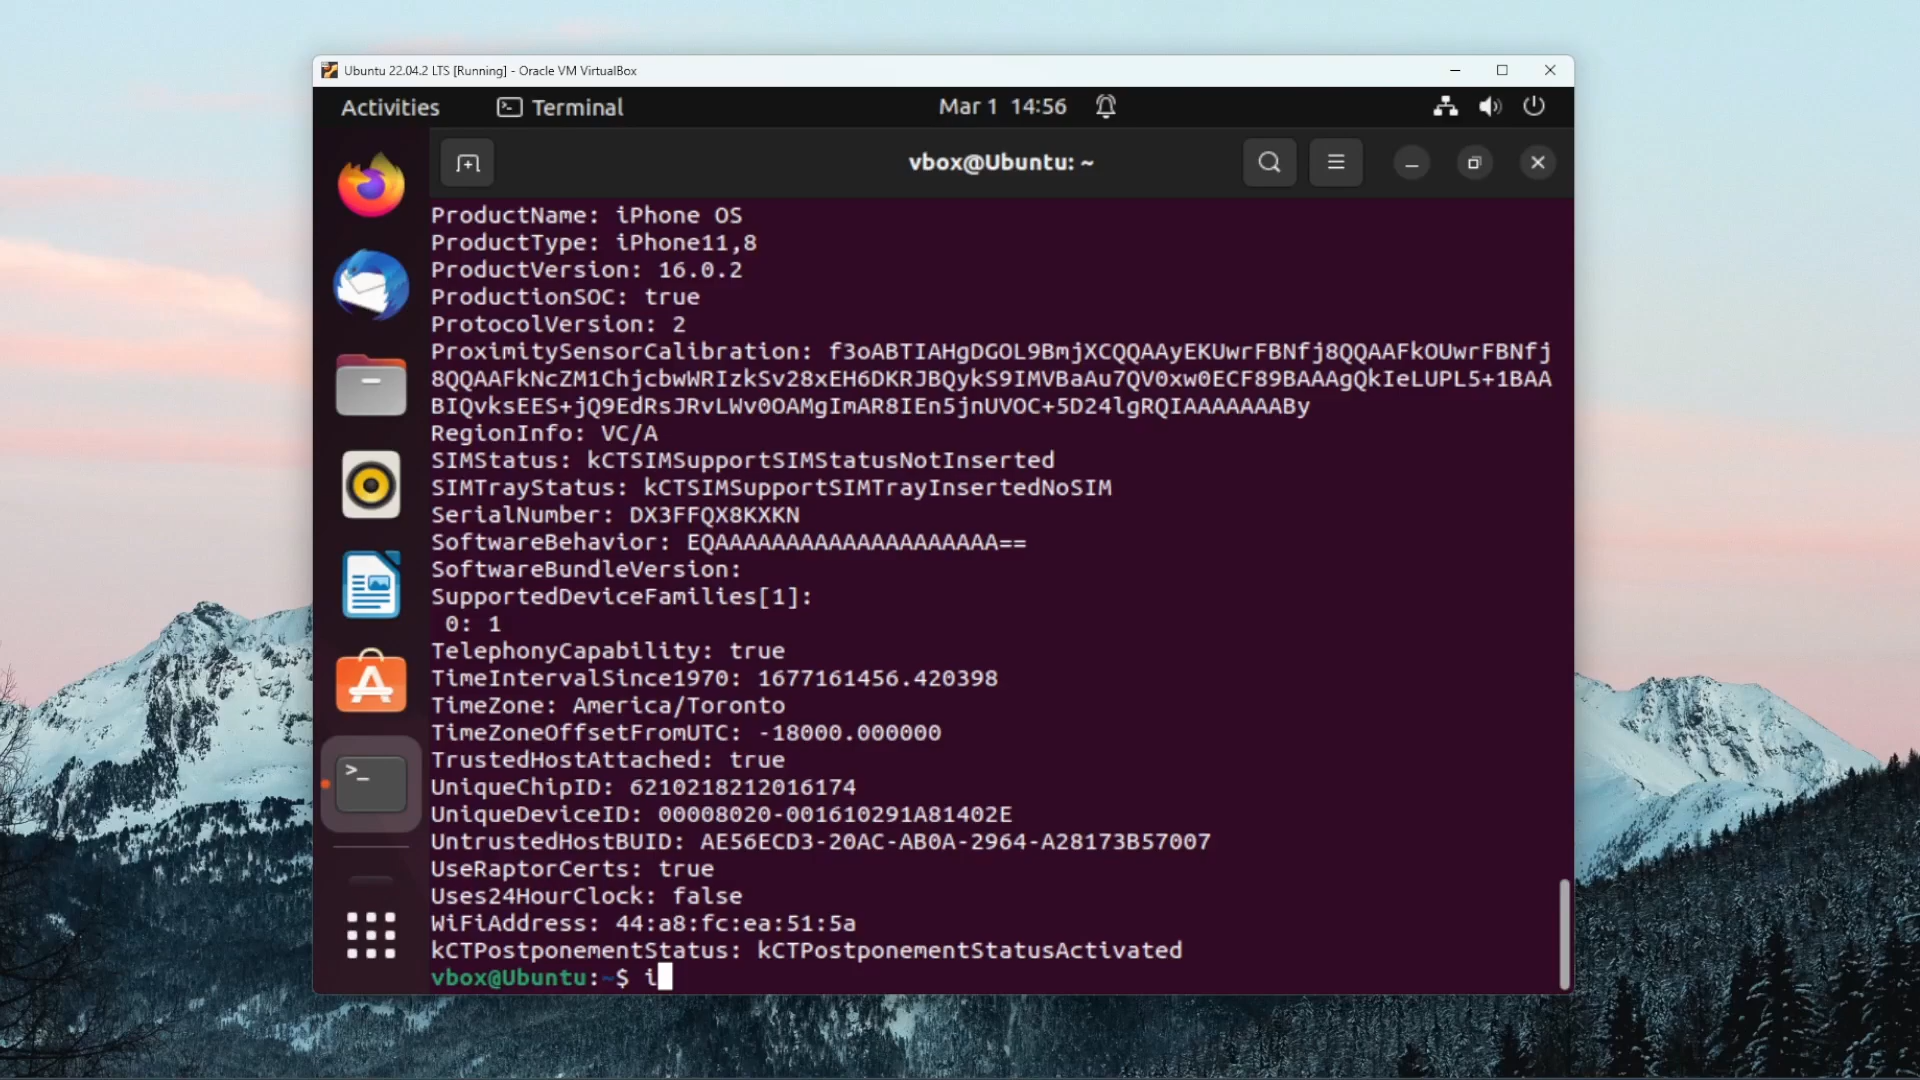 Ubuntu 22.04.2 LTS [Running] - Oracle VM VirtualBox
Activities Terminal Mar 1 14:56
vbox@Ubuntu: ~
ProductName: iPhone OS
ProductType: iPhone11,8
ProductVersion: 16.0.2
ProductionSOC: true
ProtocolVersion: 2
ProximitySensorCalibration: f3oABTIAHgDGOL9BmjXCQQAAyEKUwrFBNfj8QQAAFkOUwrFBNfj
8QQAAFkNcZM1ChjcbwWRIzkSv28xEH6DKRJBQykS9IMVBaAu7QV0xw0ECF89BAAAgQkIeLUPL5+1BAA
BIQvksEES+jQ9EdRsJRvLWv0OAMgImAR8IEn5jnUVOC+5D24lgRQIAAAAAAABy
RegionInfo: VC/A
SIMStatus: kCTSIMSupportSIMStatusNotInserted
SIMTrayStatus: kCTSIMSupportSIMTrayInsertedNoSIM
SerialNumber: DX3FFQX8KXKN
SoftwareBehavior: EQAAAAAAAAAAAAAAAAAAAA==
SoftwareBundleVersion:
SupportedDeviceFamilies[1]:
0: 1
TelephonyCapability: true
TimeIntervalSince1970: 1677161456.420398
TimeZone: America/Toronto
TimeZoneOffsetFromUTC: -18000.000000
TrustedHostAttached: true
UniqueChipID: 6210218212016174
UniqueDeviceID: 00008020-001610291A81402E
UntrustedHostBUID: AE56ECD3-20AC-AB0A-2964-A28173B57007
UseRaptorCerts: true
Uses24HourClock: false
WiFiAddress: 44:a8:fc:ea:51:5a
kCTPostponementStatus: kCTPostponementStatusActivated
vbox@Ubuntu:~$ i